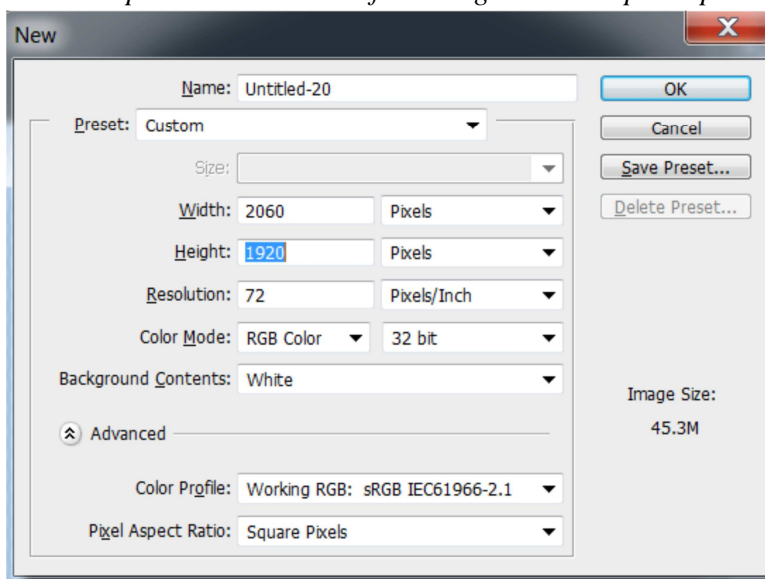 New
Name: Untitled-20
OK
Preset: Custom
Cancel
Size:
Save Preset...
Width: 2060 Pixels
Delete Preset...
Height: 1920 Pixels
Resolution: 72 Pixels/Inch
Color Mode: RGB Color 32 bit
Background Contents: White
Image Size:
45.3M
Advanced
Color Profile: Working RGB: sRGB IEC61966-2.1
Pixel Aspect Ratio: Square Pixels